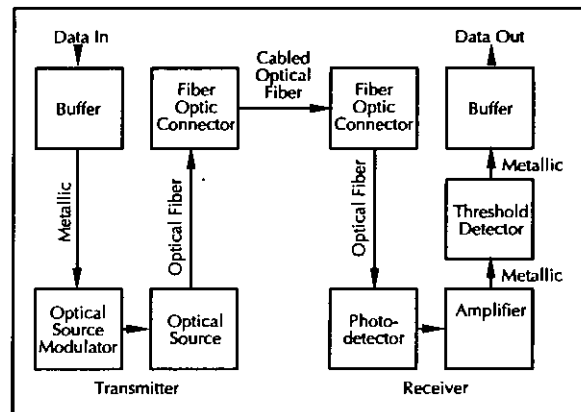 Data In
Buffer
Metallic
Optical
Source
Modulator
Optical
Source
Optical Fiber
Fiber
Optic
Connector
Transmitter
Cabled
Optical
Fiber
Fiber
Optic
Connector
Optical Fiber
Photo-
detector
Amplifier
Metallic
Threshold
Detector
Metallic
Buffer
Data Out
Receiver